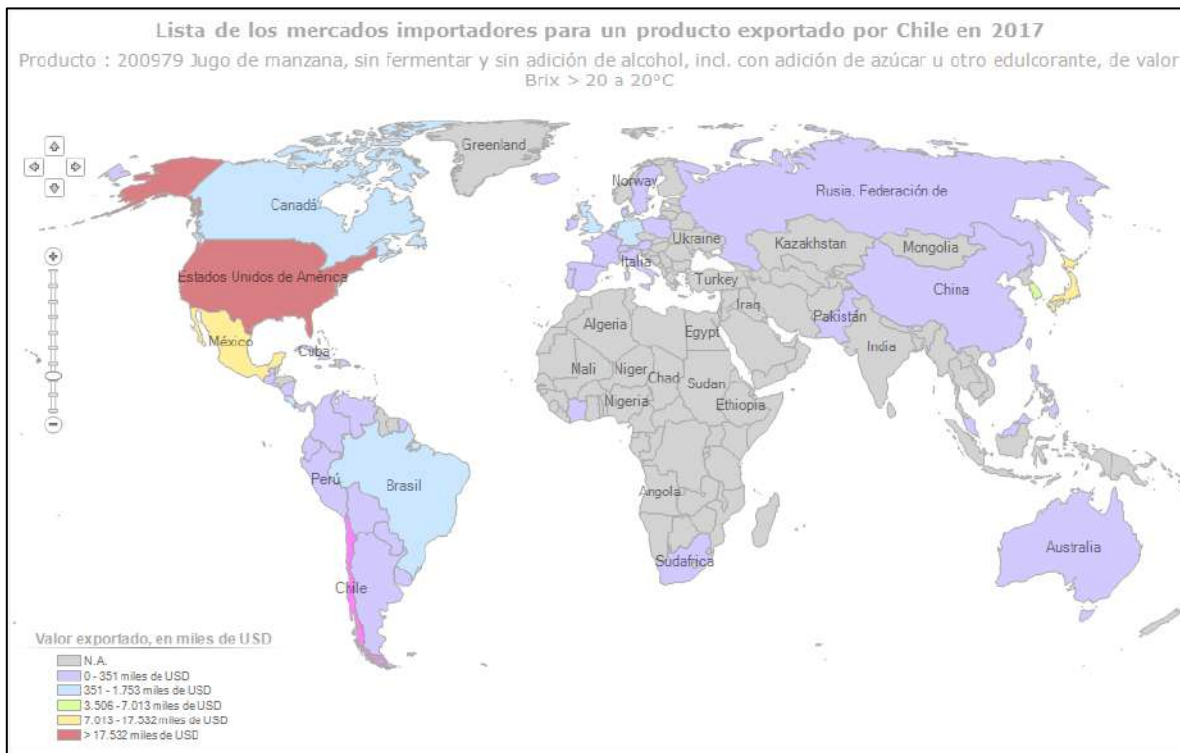 Lista de los mercados importadores para un producto exportado por Chile en 2017
Producto : 200979 Jugo de manzana, sin fermentar y sin adición de alcohol, incl. con adición de azúcar u otro edulcorante, de valor
Brix > 20 a 20°C
Greenland
Norway
Rusia, Federación de
Canadá
Ukraine
Kazakhstan
Mongolia
Italia
Estados Unidos de América
Turkey
China
Iraq
Pakistán
México
Cuba
Algeria
Egypt
India
Mali
Niger
Chad
Sudan
Nigeria
Ethiopia
Perú
Brasil
Angola
Sudáfrica
Australia
Chile
Valor exportado, en miles de USD
N.A.
0 - 351 miles de USD
351 - 1.753 miles de USD
3.506 - 7.013 miles de USD
7.013 - 17.532 miles de USD
> 17.532 miles de USD